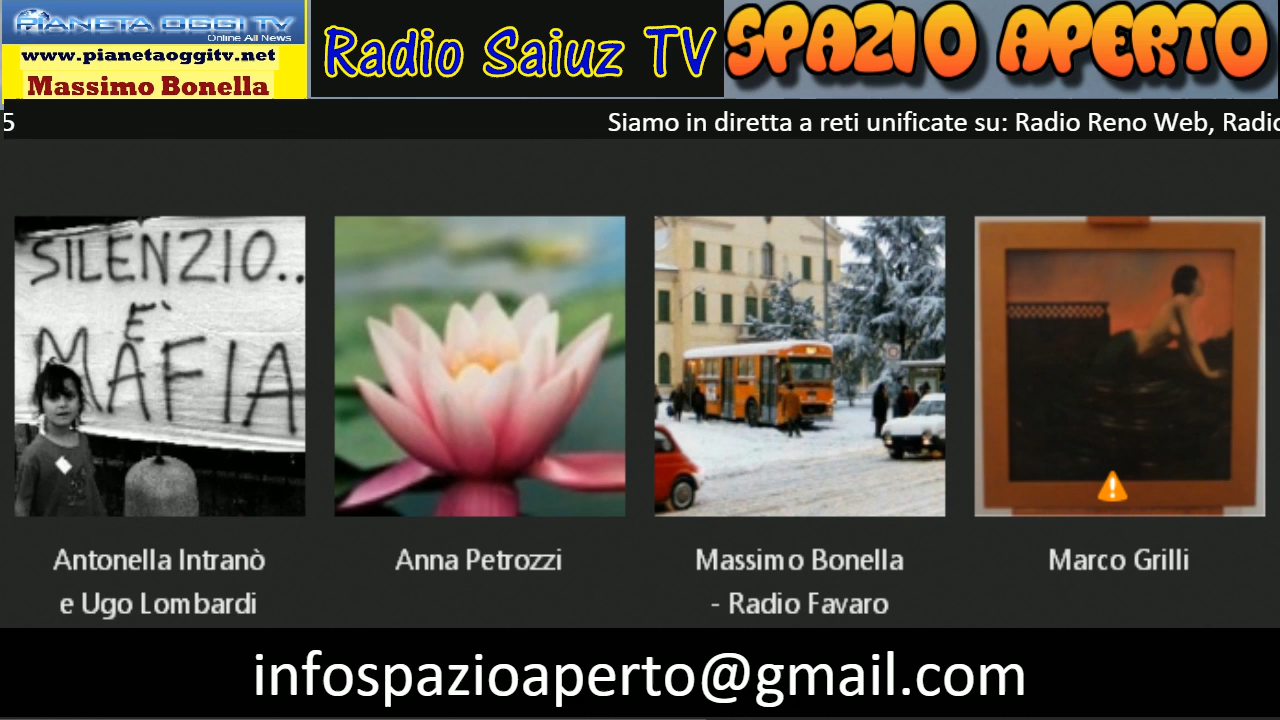 PIANETA OGGI TV
Online All News
www.pianetaoggitv.net
Massimo Bonella
Radio Saiuz TV
SPAZIO APERTO
5
Siamo in diretta a reti unificate su: Radio Reno Web, Radio
SILENZIO..
E'
MAFIA
Antonella Intranò
e Ugo Lombardi
Anna Petrozzi
Massimo Bonella
- Radio Favaro
Marco Grilli
infospazioaperto@gmail.com